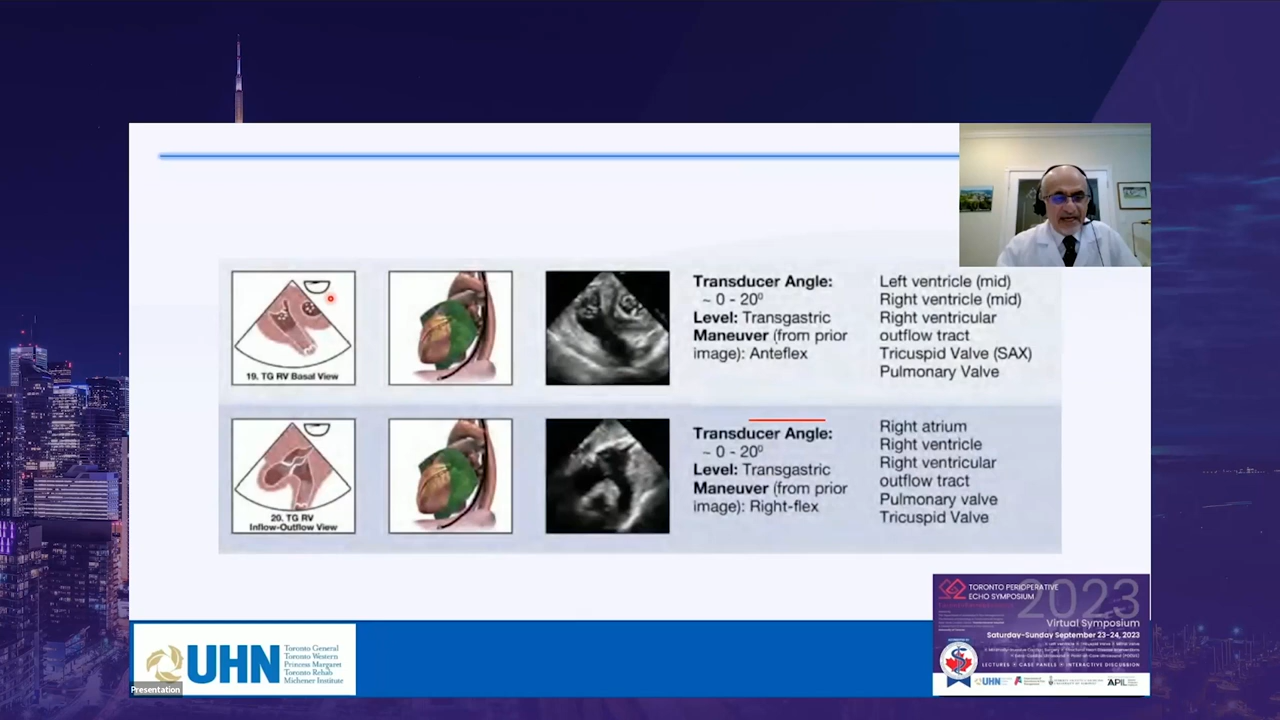 19. TG RV Basal View
Transducer Angle:
~ 0 - 20⁰
Level: Transgastric
Maneuver (from prior
image): Anteflex
Left ventricle (mid)
Right ventricle (mid)
Right ventricular
outflow tract
Tricuspid Valve (SAX)
Pulmonary Valve
20. TG RV
Inflow-Outflow View
Transducer Angle:
~ 0 - 20⁰
Level: Transgastric
Maneuver (from prior
image): Right-flex
Right atrium
Right ventricle
Right ventricular
outflow tract
Pulmonary valve
Tricuspid Valve
UHN
Toronto General
Toronto Western
Princess Margaret
Toronto Rehab
Michener Institute
Presentation
TORONTO PERIOPERATIVE
ECHO SYMPOSIUM
2023
Virtual Symposium
Saturday-Sunday September 23-24, 2023
LECTURES + CASE PANELS + INTERACTIVE DISCUSSION
UHN
APIL